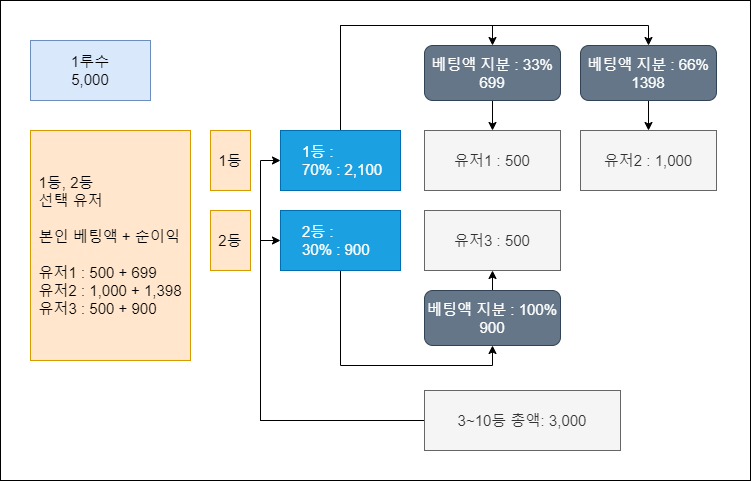 1루수
5,000
베팅액 지분 : 33%
699
베팅액 지분 : 66%
1398
1등, 2등
선택 유저
본인 베팅액 + 순이익
유저1 : 500 + 699
유저2 : 1,000 + 1,398
유저3 : 500 + 900
1등
1등 :
70% : 2,100
유저1 : 500
유저2 : 1,000
2등
2등 :
30% : 900
유저3 : 500
베팅액 지분 : 100%
900
3~10등 총액: 3,000